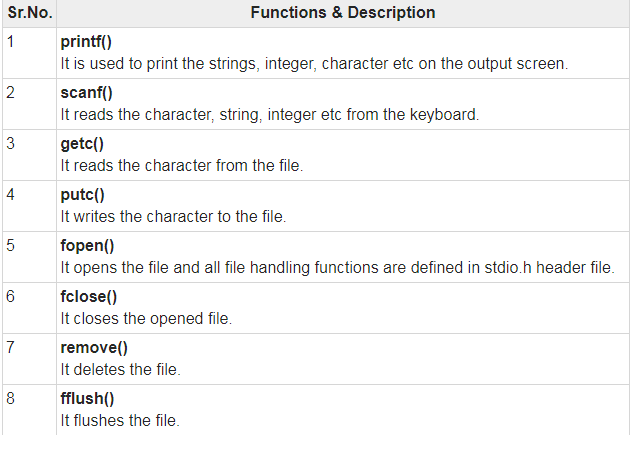 Sr.No. Functions & Description
1 printf()
It is used to print the strings, integer, character etc on the output screen.
2 scanf()
It reads the character, string, integer etc from the keyboard.
3 getc()
It reads the character from the file.
4 putc()
It writes the character to the file.
5 fopen()
It opens the file and all file handling functions are defined in stdio.h header file.
6 fclose()
It closes the opened file.
7 remove()
It deletes the file.
8 fflush()
It flushes the file.